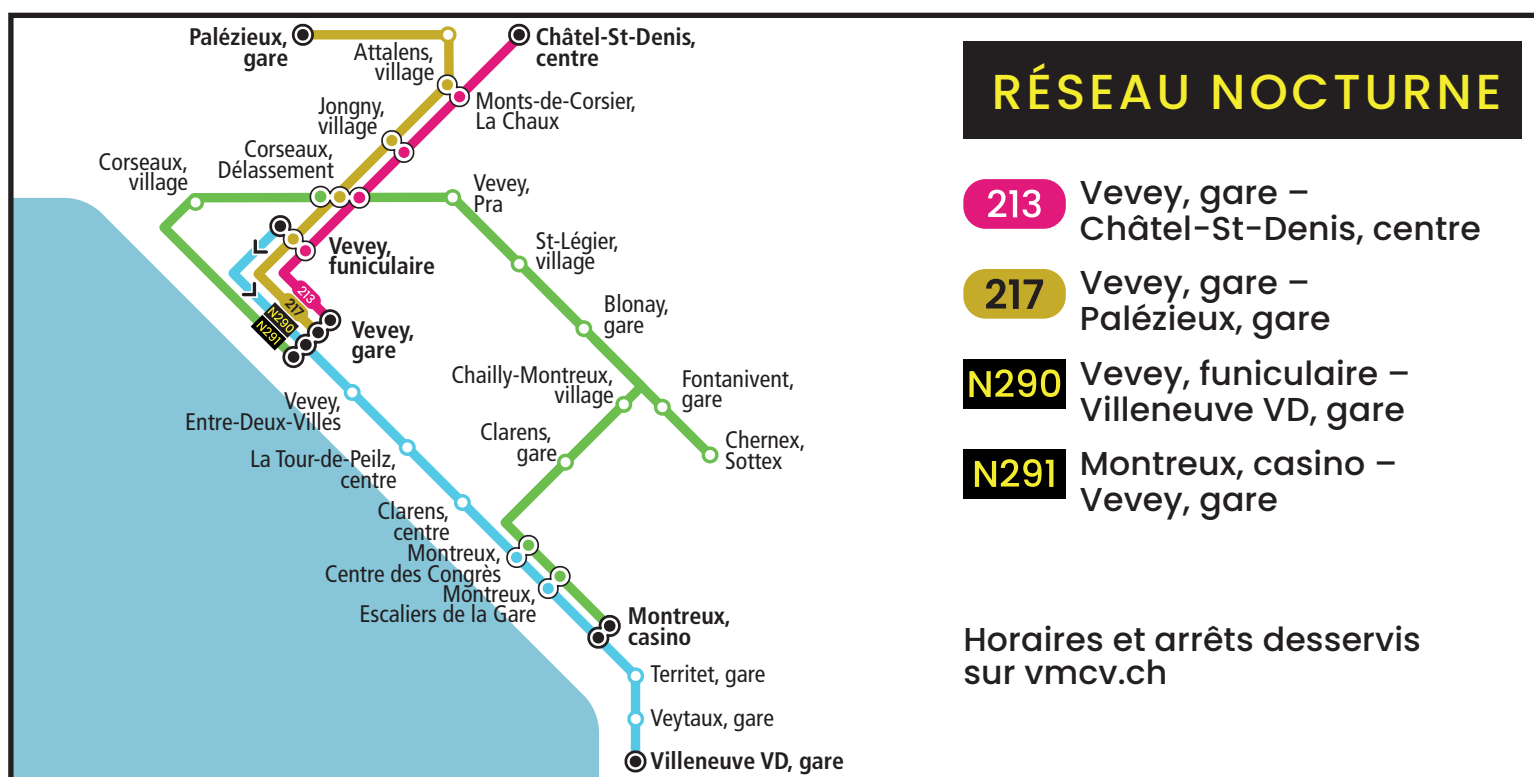 Palézieux,
gare
Attalens,
village
Châtel-St-Denis,
centre
Jongny,
village
Monts-de-Corsier,
La Chaux
Corseaux,
village
Corseaux,
Délassement
Vevey,
Pra
Vevey,
funiculaire
St-Légier,
village
213
217
N290
N291
Vevey,
gare
Blonay,
gare
Vevey,
Entre-Deux-Villes
Chailly-Montreux,
village
Fontanivent,
gare
La Tour-de-Peilz,
centre
Clarens,
gare
Chernex,
Sottex
Clarens,
centre
Montreux,
Centre des Congrès
Montreux,
Escaliers de la Gare
Montreux,
casino
Territet, gare
Veytaux, gare
Villeneuve VD, gare
RÉSEAU NOCTURNE
213 Vevey, gare –
Châtel-St-Denis, centre
217 Vevey, gare –
Palézieux, gare
N290 Vevey, funiculaire –
Villeneuve VD, gare
N291 Montreux, casino –
Vevey, gare
Horaires et arrêts desservis
sur vmcv.ch